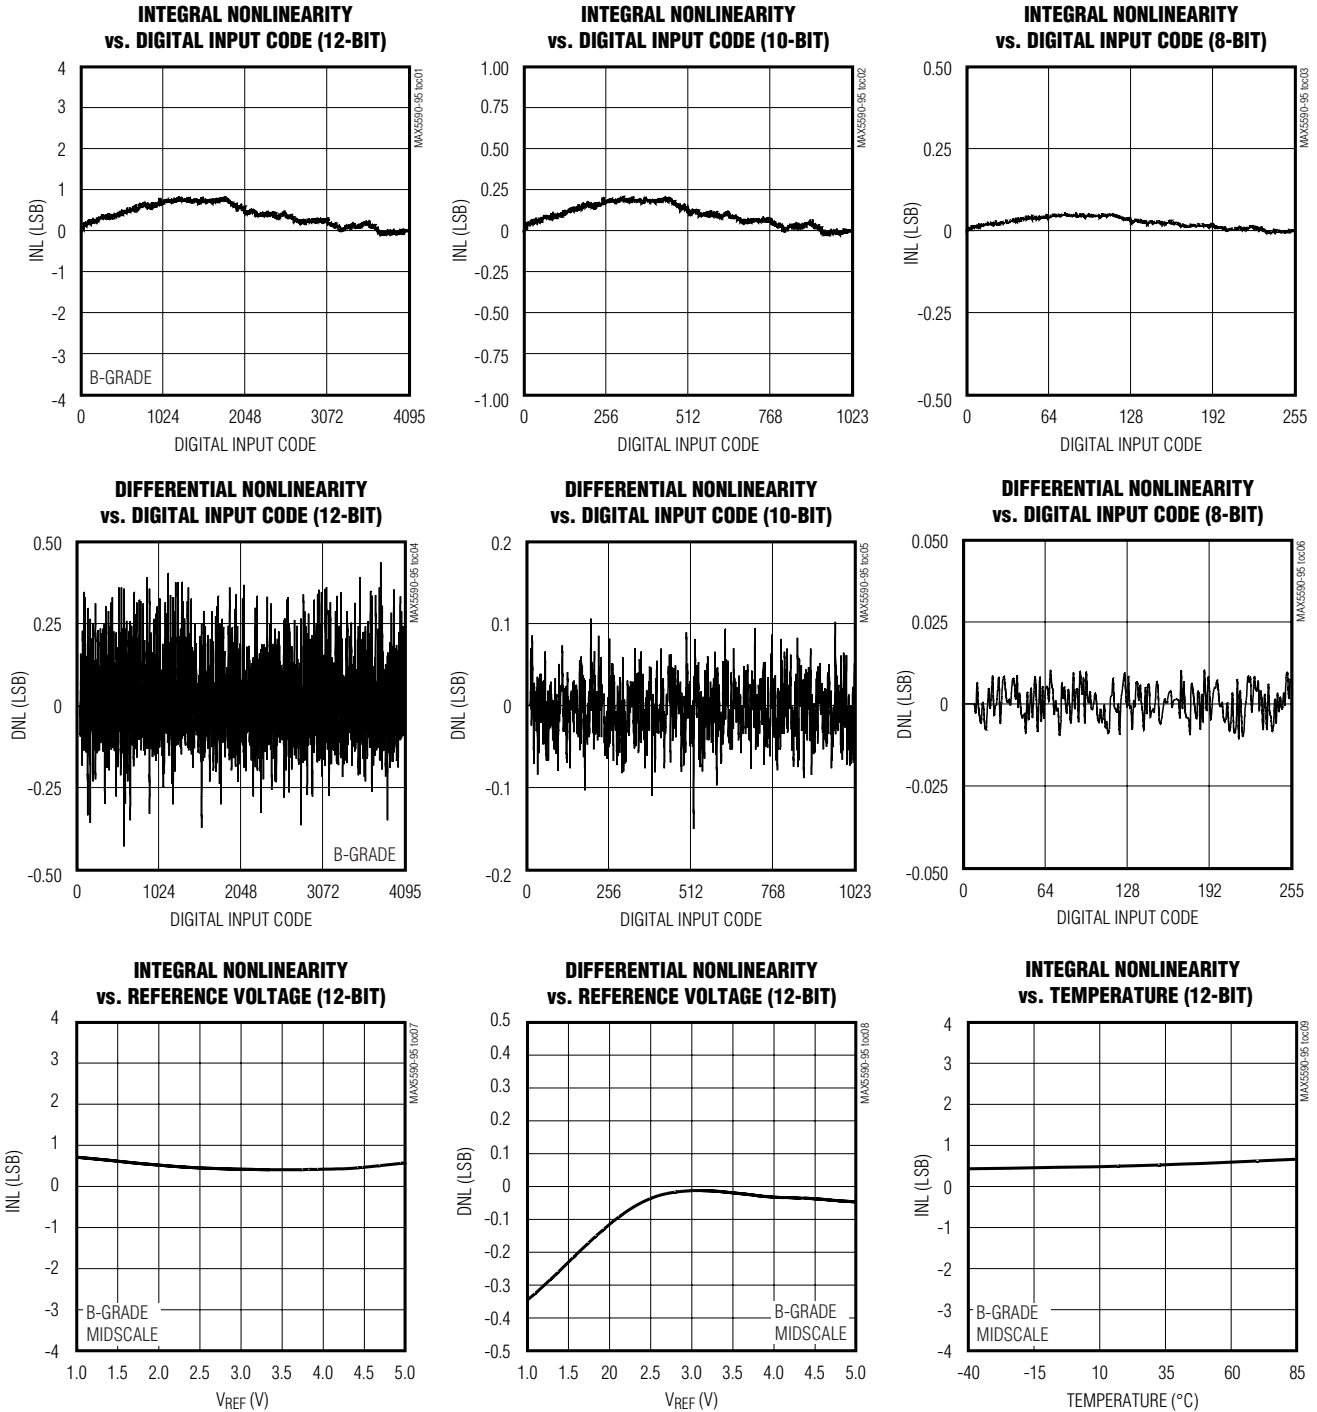 INTEGRAL NONLINEARITY
vs. DIGITAL INPUT CODE (12-BIT)
4
3
2
1
0
-1
-2
-3
-4
INL (LSB)
B-GRADE
0 1024 2048 3072 4095
DIGITAL INPUT CODE
MAX5590-95 toc01
INTEGRAL NONLINEARITY
vs. DIGITAL INPUT CODE (10-BIT)
1.00
0.75
0.50
0.25
0
-0.25
-0.50
-0.75
-1.00
INL (LSB)
0 256 512 768 1023
DIGITAL INPUT CODE
MAX5590-95 toc02
INTEGRAL NONLINEARITY
vs. DIGITAL INPUT CODE (8-BIT)
0.50
0.25
0
-0.25
-0.50
INL (LSB)
0 64 128 192 255
DIGITAL INPUT CODE
MAX5590-95 toc03
DIFFERENTIAL NONLINEARITY
vs. DIGITAL INPUT CODE (12-BIT)
0.50
0.25
0
-0.25
-0.50
DNL (LSB)
B-GRADE
0 1024 2048 3072 4095
DIGITAL INPUT CODE
MAX5590-95 toc04
DIFFERENTIAL NONLINEARITY
vs. DIGITAL INPUT CODE (10-BIT)
0.2
0.1
0
-0.1
-0.2
DNL (LSB)
0 256 512 768 1023
DIGITAL INPUT CODE
MAX5590-95 toc05
DIFFERENTIAL NONLINEARITY
vs. DIGITAL INPUT CODE (8-BIT)
0.050
0.025
0
-0.025
-0.050
DNL (LSB)
0 64 128 192 255
DIGITAL INPUT CODE
MAX5590-95 toc06
INTEGRAL NONLINEARITY
vs. REFERENCE VOLTAGE (12-BIT)
4
3
2
1
0
-1
-2
-3
-4
INL (LSB)
B-GRADE
MIDSCALE
1.0 1.5 2.0 2.5 3.0 3.5 4.0 4.5 5.0
VREF (V)
MAX5590-95 toc07
DIFFERENTIAL NONLINEARITY
vs. REFERENCE VOLTAGE (12-BIT)
0.5
0.4
0.3
0.2
0.1
0
-0.1
-0.2
-0.3
-0.4
-0.5
DNL (LSB)
B-GRADE
MIDSCALE
1.0 1.5 20 2.5 3.0 3.5 4.0 4.5 5.0
VREF (V)
MAX5590-95 toc08
INTEGRAL NONLINEARITY
vs. TEMPERATURE (12-BIT)
4
3
2
1
0
-1
-2
-3
-4
INL (LSB)
B-GRADE
MIDSCALE
-40 -15 10 35 60 85
TEMPERATURE (°C)
MAX5590-95 toc09